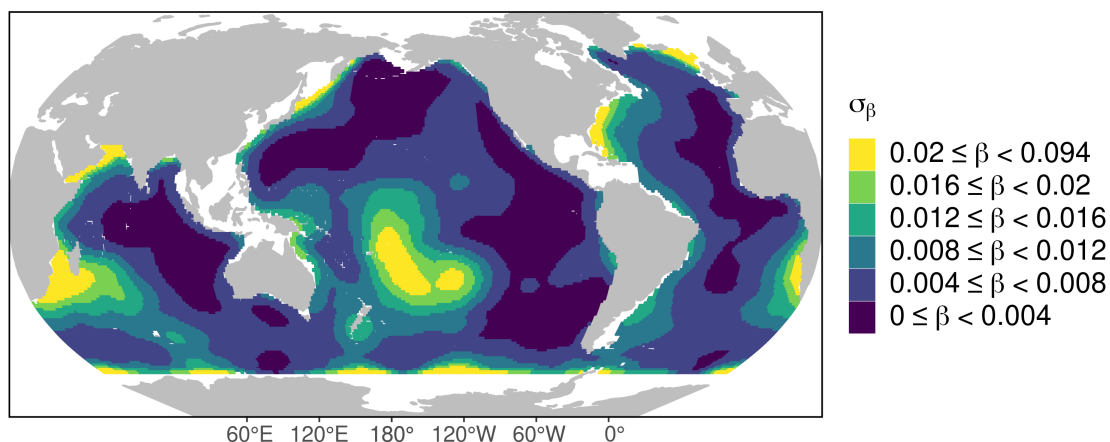 σβ
0.02 ≤ β < 0.094
0.016 ≤ β < 0.02
0.012 ≤ β < 0.016
0.008 ≤ β < 0.012
0.004 ≤ β < 0.008
0 ≤ β < 0.004
60°E 120°E 180° 120°W 60°W 0°